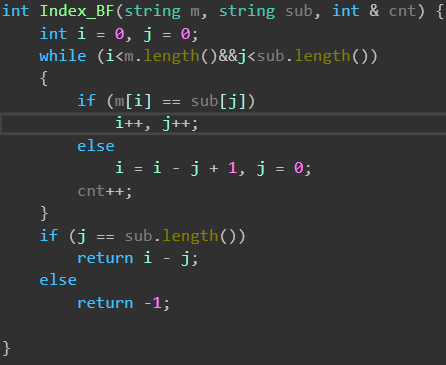 int Index_BF(string m, string sub, int & cnt) {
    int i = 0, j = 0;
    while (i<m.length()&&j<sub.length())
    {
        if (m[i] == sub[j])
            i++, j++;
        else
            i = i - j + 1, j = 0;
        cnt++;
    }
    if (j == sub.length())
        return i - j;
    else
        return -1;
}